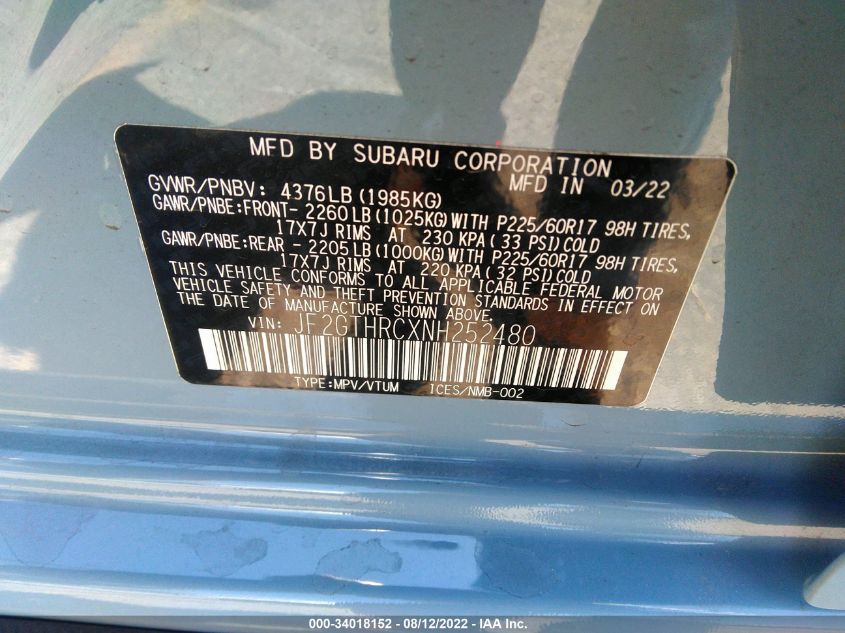 MFD BY SUBARU CORPORATION
GVWR/PNBV: 4376LB (1985KG) MFD IN 03/22
GAWR/PNBE:FRONT- 2260LB (1025KG) WITH P225/60R17 98H TIRES,
17X7J RIMS AT 230 KPA (33 PSI) COLD
GAWR/PNBE:REAR - 2205LB (1000KG) WITH P225/60R17 98H TIRES,
17X7J RIMS AT 220 KPA (32 PSI) COLD
THIS VEHICLE CONFORMS TO ALL APPLICABLE FEDERAL MOTOR
VEHICLE SAFETY AND THEFT PREVENTION STANDARDS IN EFFECT ON
THE DATE OF MANUFACTURE SHOWN ABOVE.
VIN: JF2GTHRCXNH252480
TYPE:MPV/VTUM ICES/NMB-002
000-34018152 - 08/12/2022 - IAA Inc.